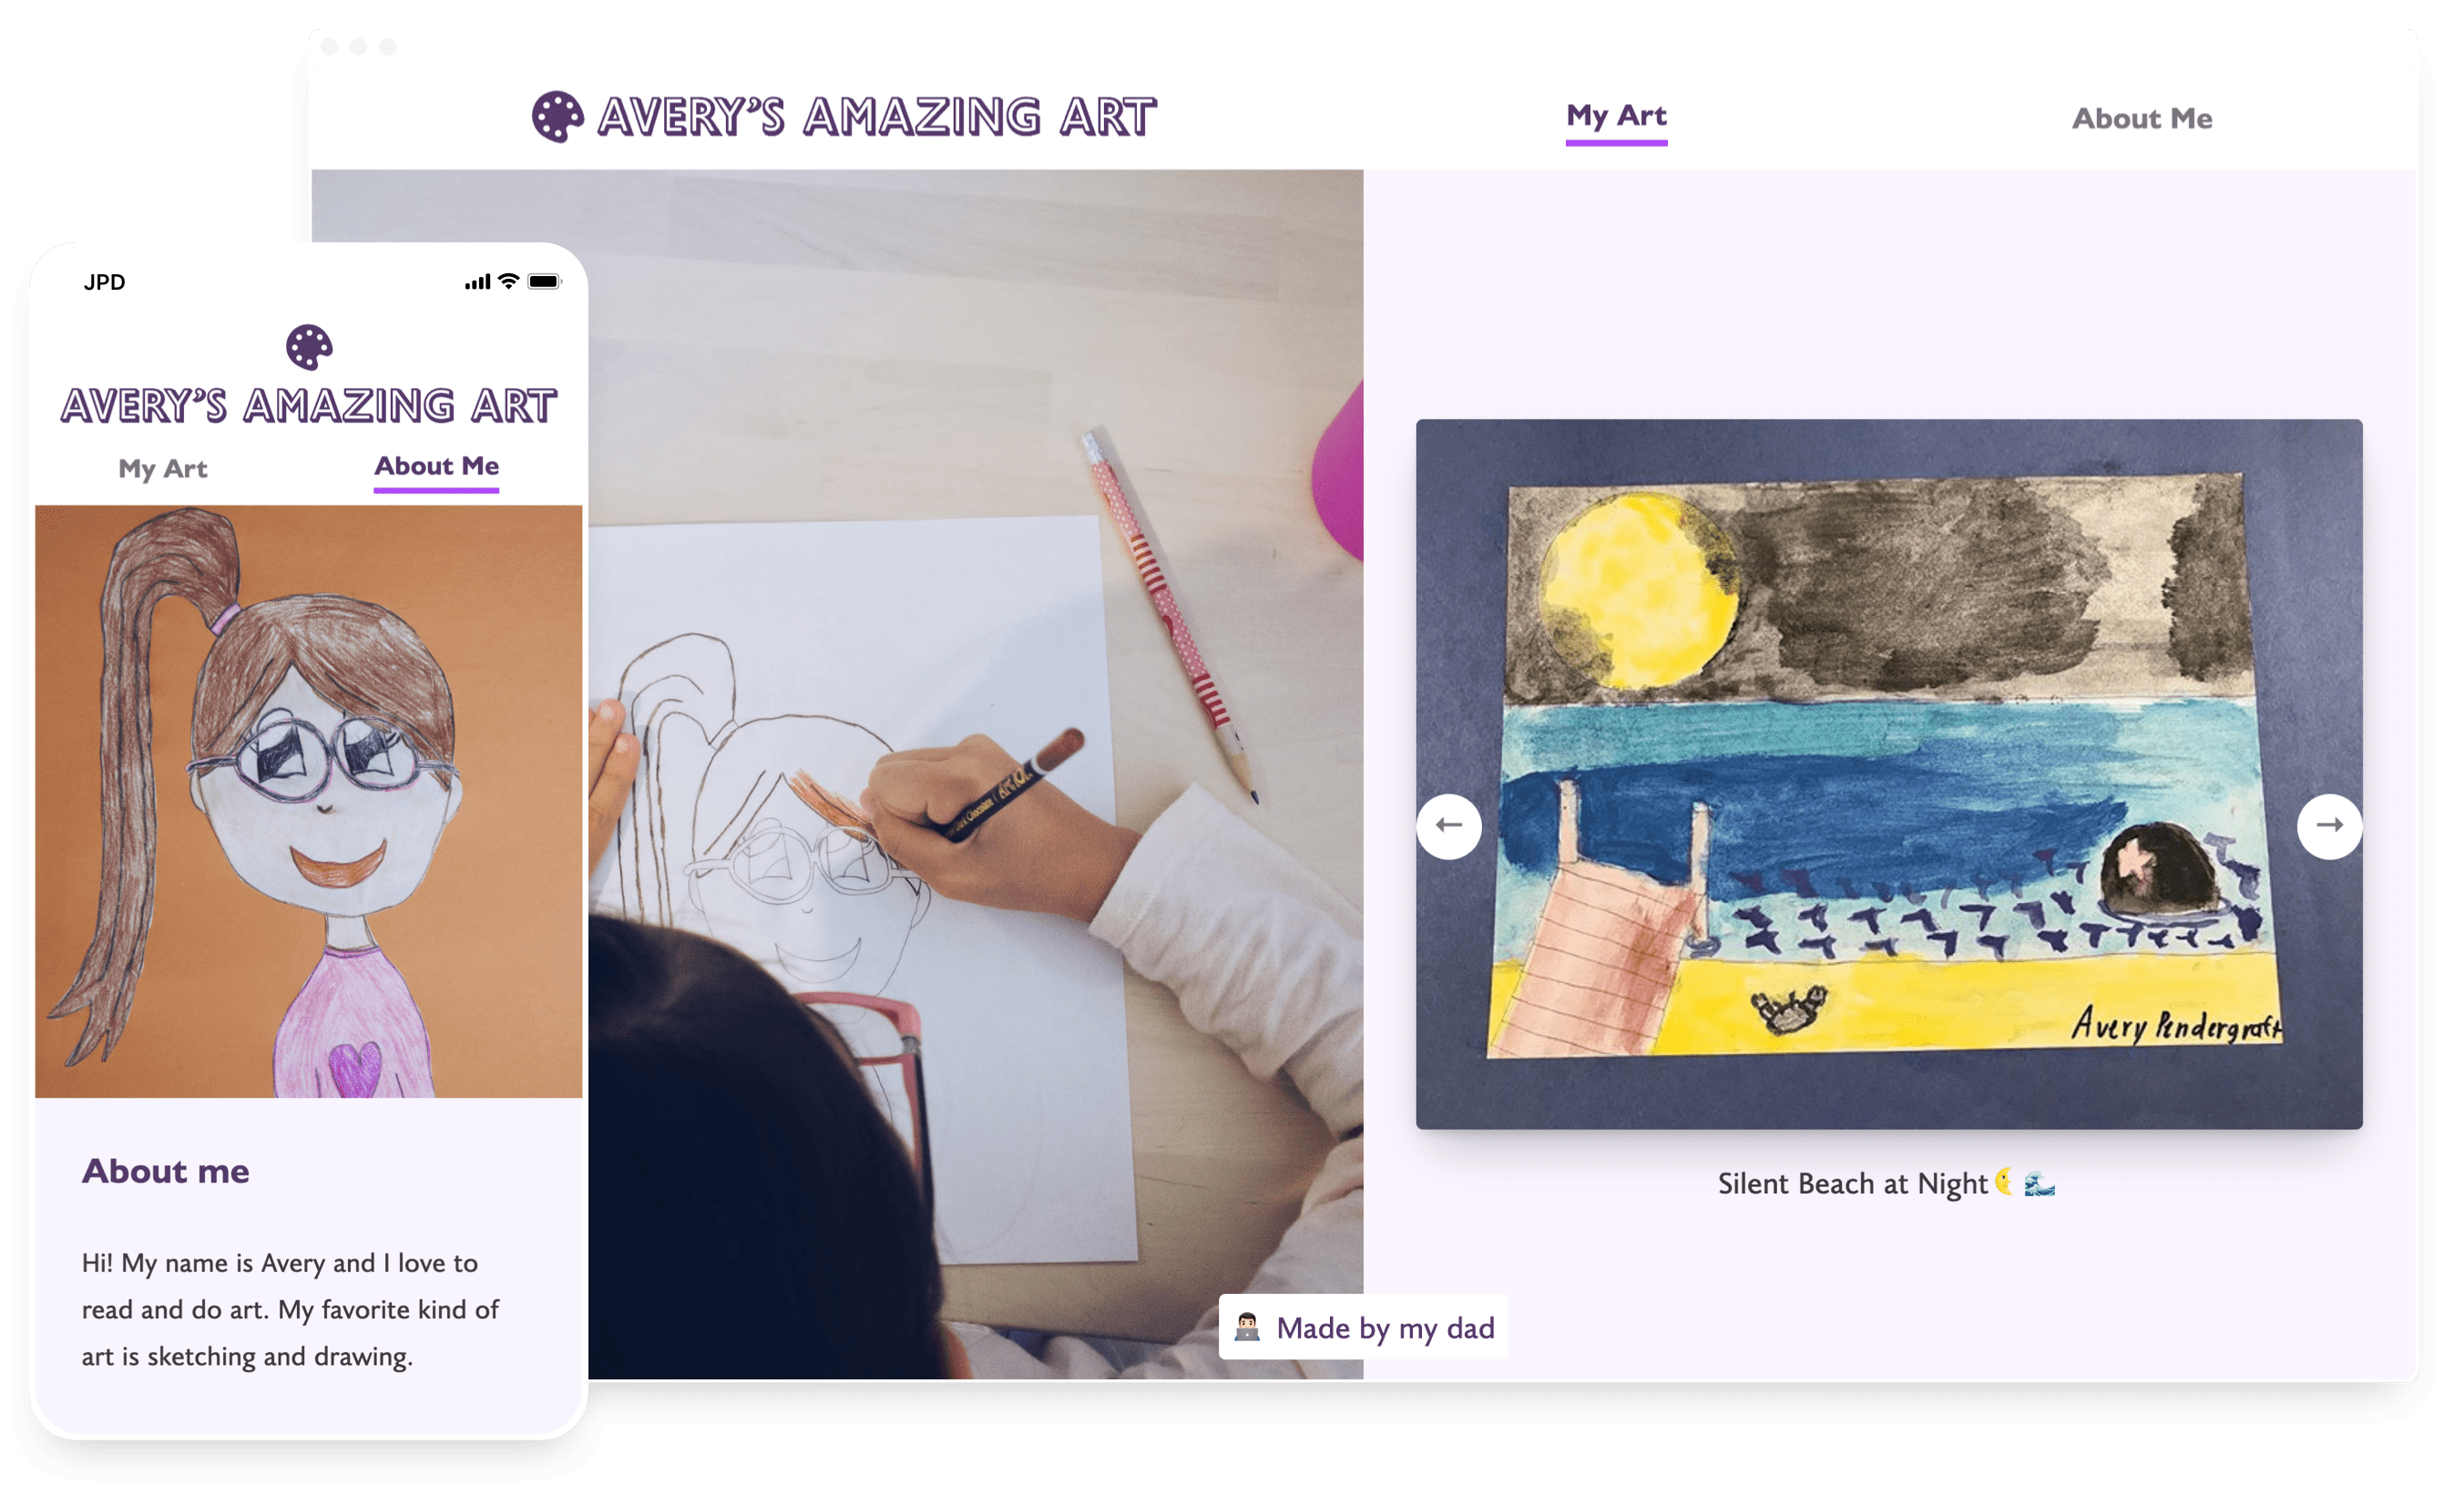 AVERY'S AMAZING ART
My Art
About Me
JPD
AVERY'S AMAZING ART
My Art
About Me
About me
Hi! My name is Avery and I love to
read and do art. My favorite kind of
art is sketching and drawing.
Dark Chocolate
Avery Pendergraft
Silent Beach at Night🌛🌊
👨🏻‍💻 Made by my dad